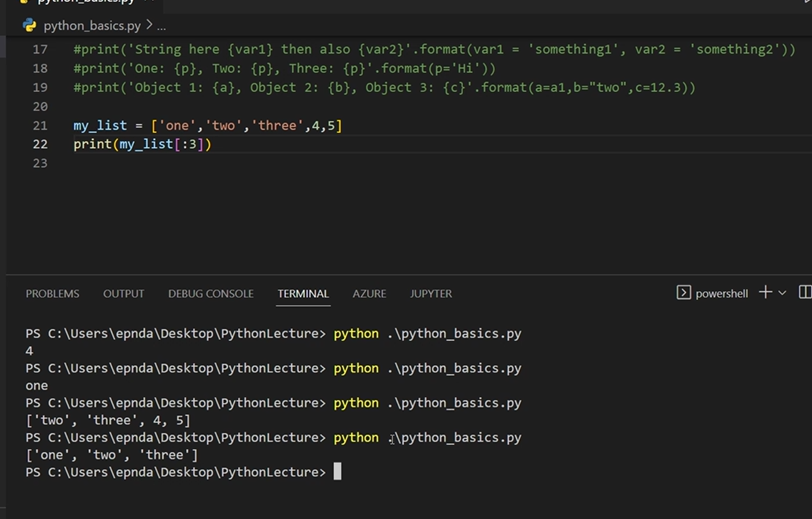 python_basics.py
python_basics.py > ...
17 #print('String here {var1} then also {var2}'.format(var1 = 'something1', var2 = 'something2'))
18 #print('One: {p}, Two: {p}, Three: {p}'.format(p='Hi'))
19 #print('Object 1: {a}, Object 2: {b}, Object 3: {c}'.format(a=a1,b="two",c=12.3))
20
21 my_list = ['one','two','three',4,5]
22 print(my_list[:3])
23
PROBLEMS OUTPUT DEBUG CONSOLE TERMINAL AZURE JUPYTER powershell
PS C:\Users\epnda\Desktop\PythonLecture> python .\python_basics.py
4
PS C:\Users\epnda\Desktop\PythonLecture> python .\python_basics.py
one
PS C:\Users\epnda\Desktop\PythonLecture> python .\python_basics.py
['two', 'three', 4, 5]
PS C:\Users\epnda\Desktop\PythonLecture> python .\python_basics.py
['one', 'two', 'three']
PS C:\Users\epnda\Desktop\PythonLecture>